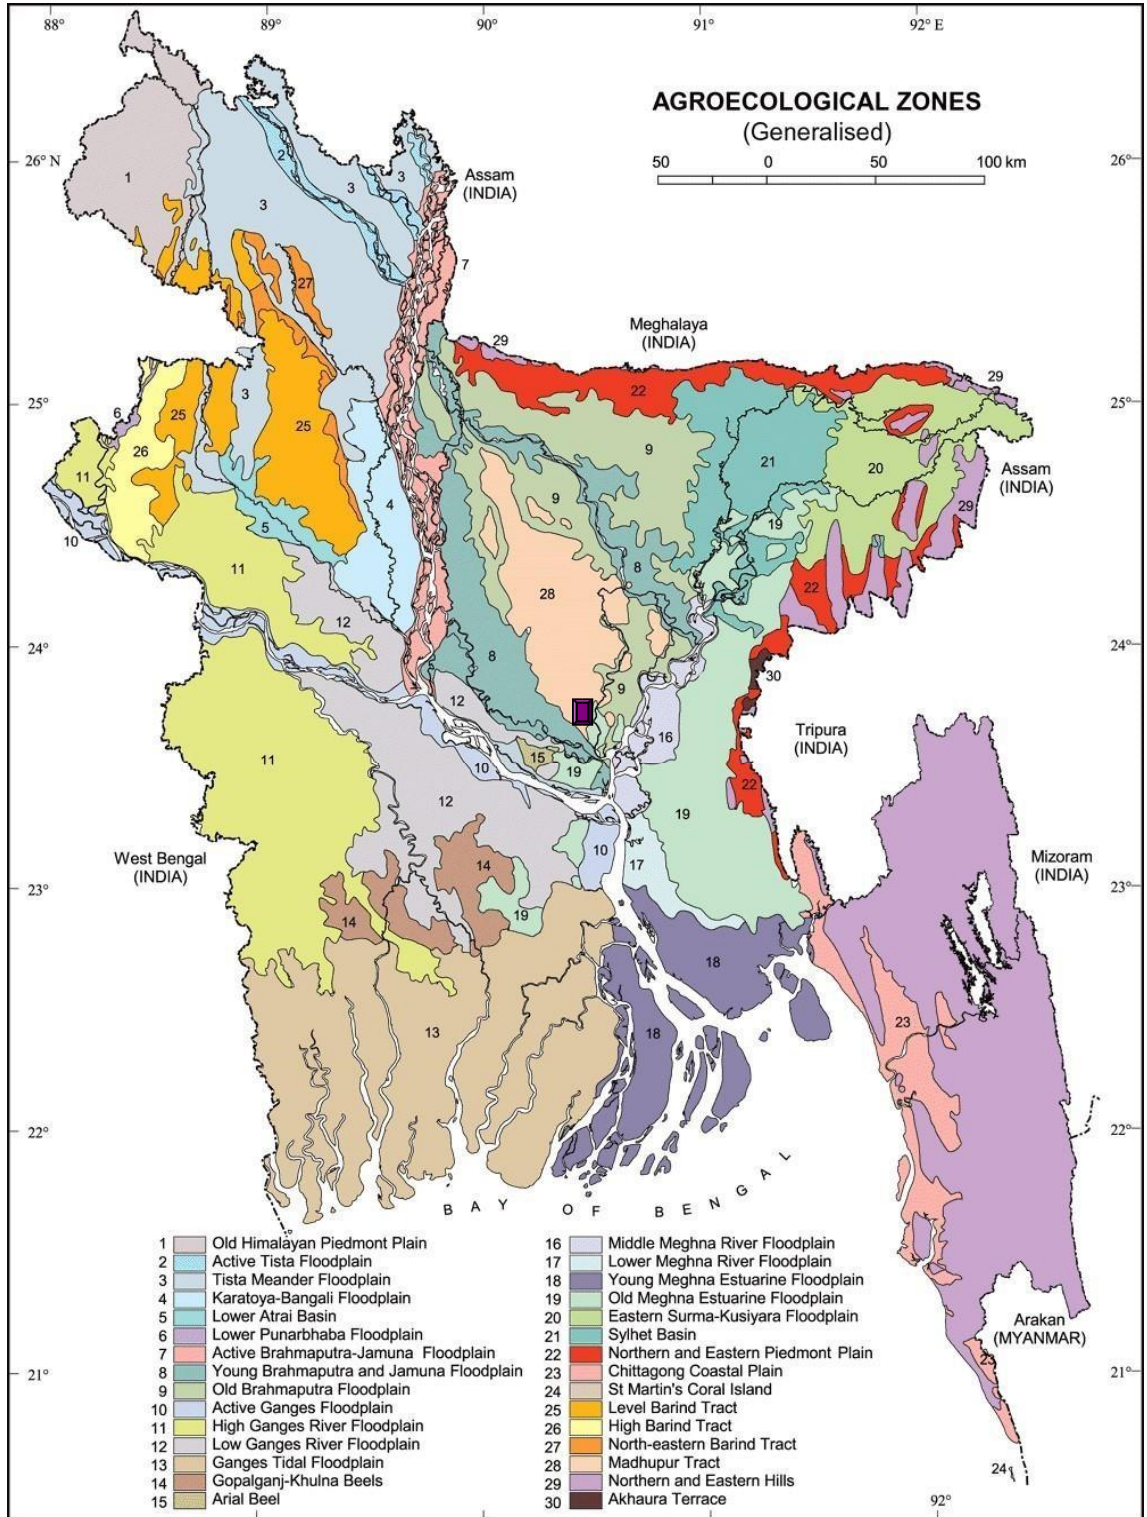 88° 89° 90° 91° 92° E
AGROECOLOGICAL ZONES
(Generalised)
50 0 50 100 km
26° N
26°
Assam
(INDIA)
1
2
3
3
3
3
7
27
Meghalaya
(INDIA)
29
29
22
25°
25°
6
25
25
26
11
10
5
4
11
12
9
9
21
20
19
Assam
(INDIA)
29
8
28
22
24°
24°
8
12
9
30
16
Tripura
(INDIA)
11
15
19
10
12
22
19
10
17
14
West Bengal
(INDIA)
Mizoram
(INDIA)
23°
23°
14
19
18
18
13
23
22°
22°
BAY OF BENGAL
Arakan
(MYANMAR)
23
21°
21°
24
92°
1 Old Himalayan Piedmont Plain
2 Active Tista Floodplain
3 Tista Meander Floodplain
4 Karatoya-Bangali Floodplain
5 Lower Atrai Basin
6 Lower Punarbhaba Floodplain
7 Active Brahmaputra-Jamuna Floodplain
8 Young Brahmaputra and Jamuna Floodplain
9 Old Brahmaputra Floodplain
10 Active Ganges Floodplain
11 High Ganges River Floodplain
12 Low Ganges River Floodplain
13 Ganges Tidal Floodplain
14 Gopalganj-Khulna Beels
15 Arial Beel
16 Middle Meghna River Floodplain
17 Lower Meghna River Floodplain
18 Young Meghna Estuarine Floodplain
19 Old Meghna Estuarine Floodplain
20 Eastern Surma-Kusiyara Floodplain
21 Sylhet Basin
22 Northern and Eastern Piedmont Plain
23 Chittagong Coastal Plain
24 St Martin's Coral Island
25 Level Barind Tract
26 High Barind Tract
27 North-eastern Barind Tract
28 Madhupur Tract
29 Northern and Eastern Hills
30 Akhaura Terrace